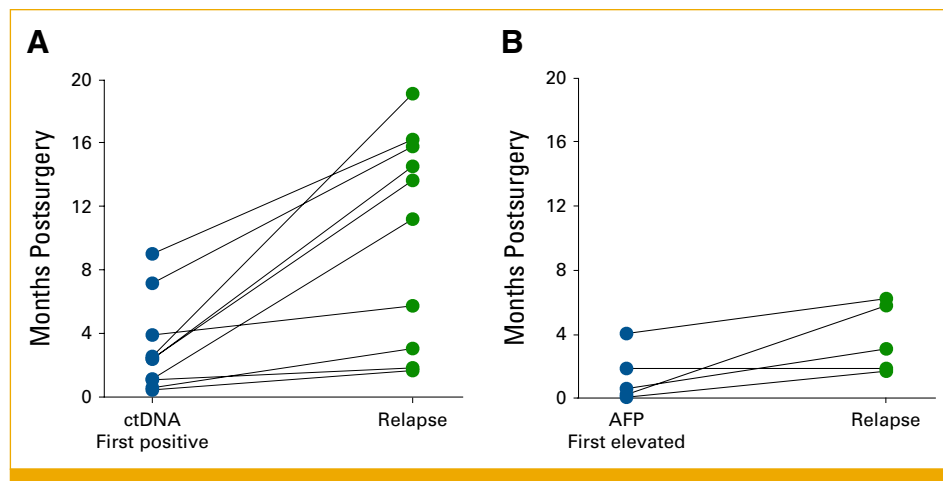 A
Months Postsurgery
20
16
12
8
4
0
ctDNA
First positive
Relapse
B
Months Postsurgery
20
16
12
8
4
0
AFP
First elevated
Relapse